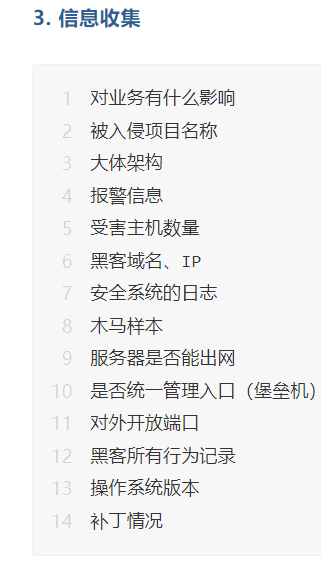 3. 信息收集
1 对业务有什么影响
2 被入侵项目名称
3 大体架构
4 报警信息
5 受害主机数量
6 黑客域名、IP
7 安全系统的日志
8 木马样本
9 服务器是否能出网
10 是否统一管理入口（堡垒机）
11 对外开放端口
12 黑客所有行为记录
13 操作系统版本
14 补丁情况